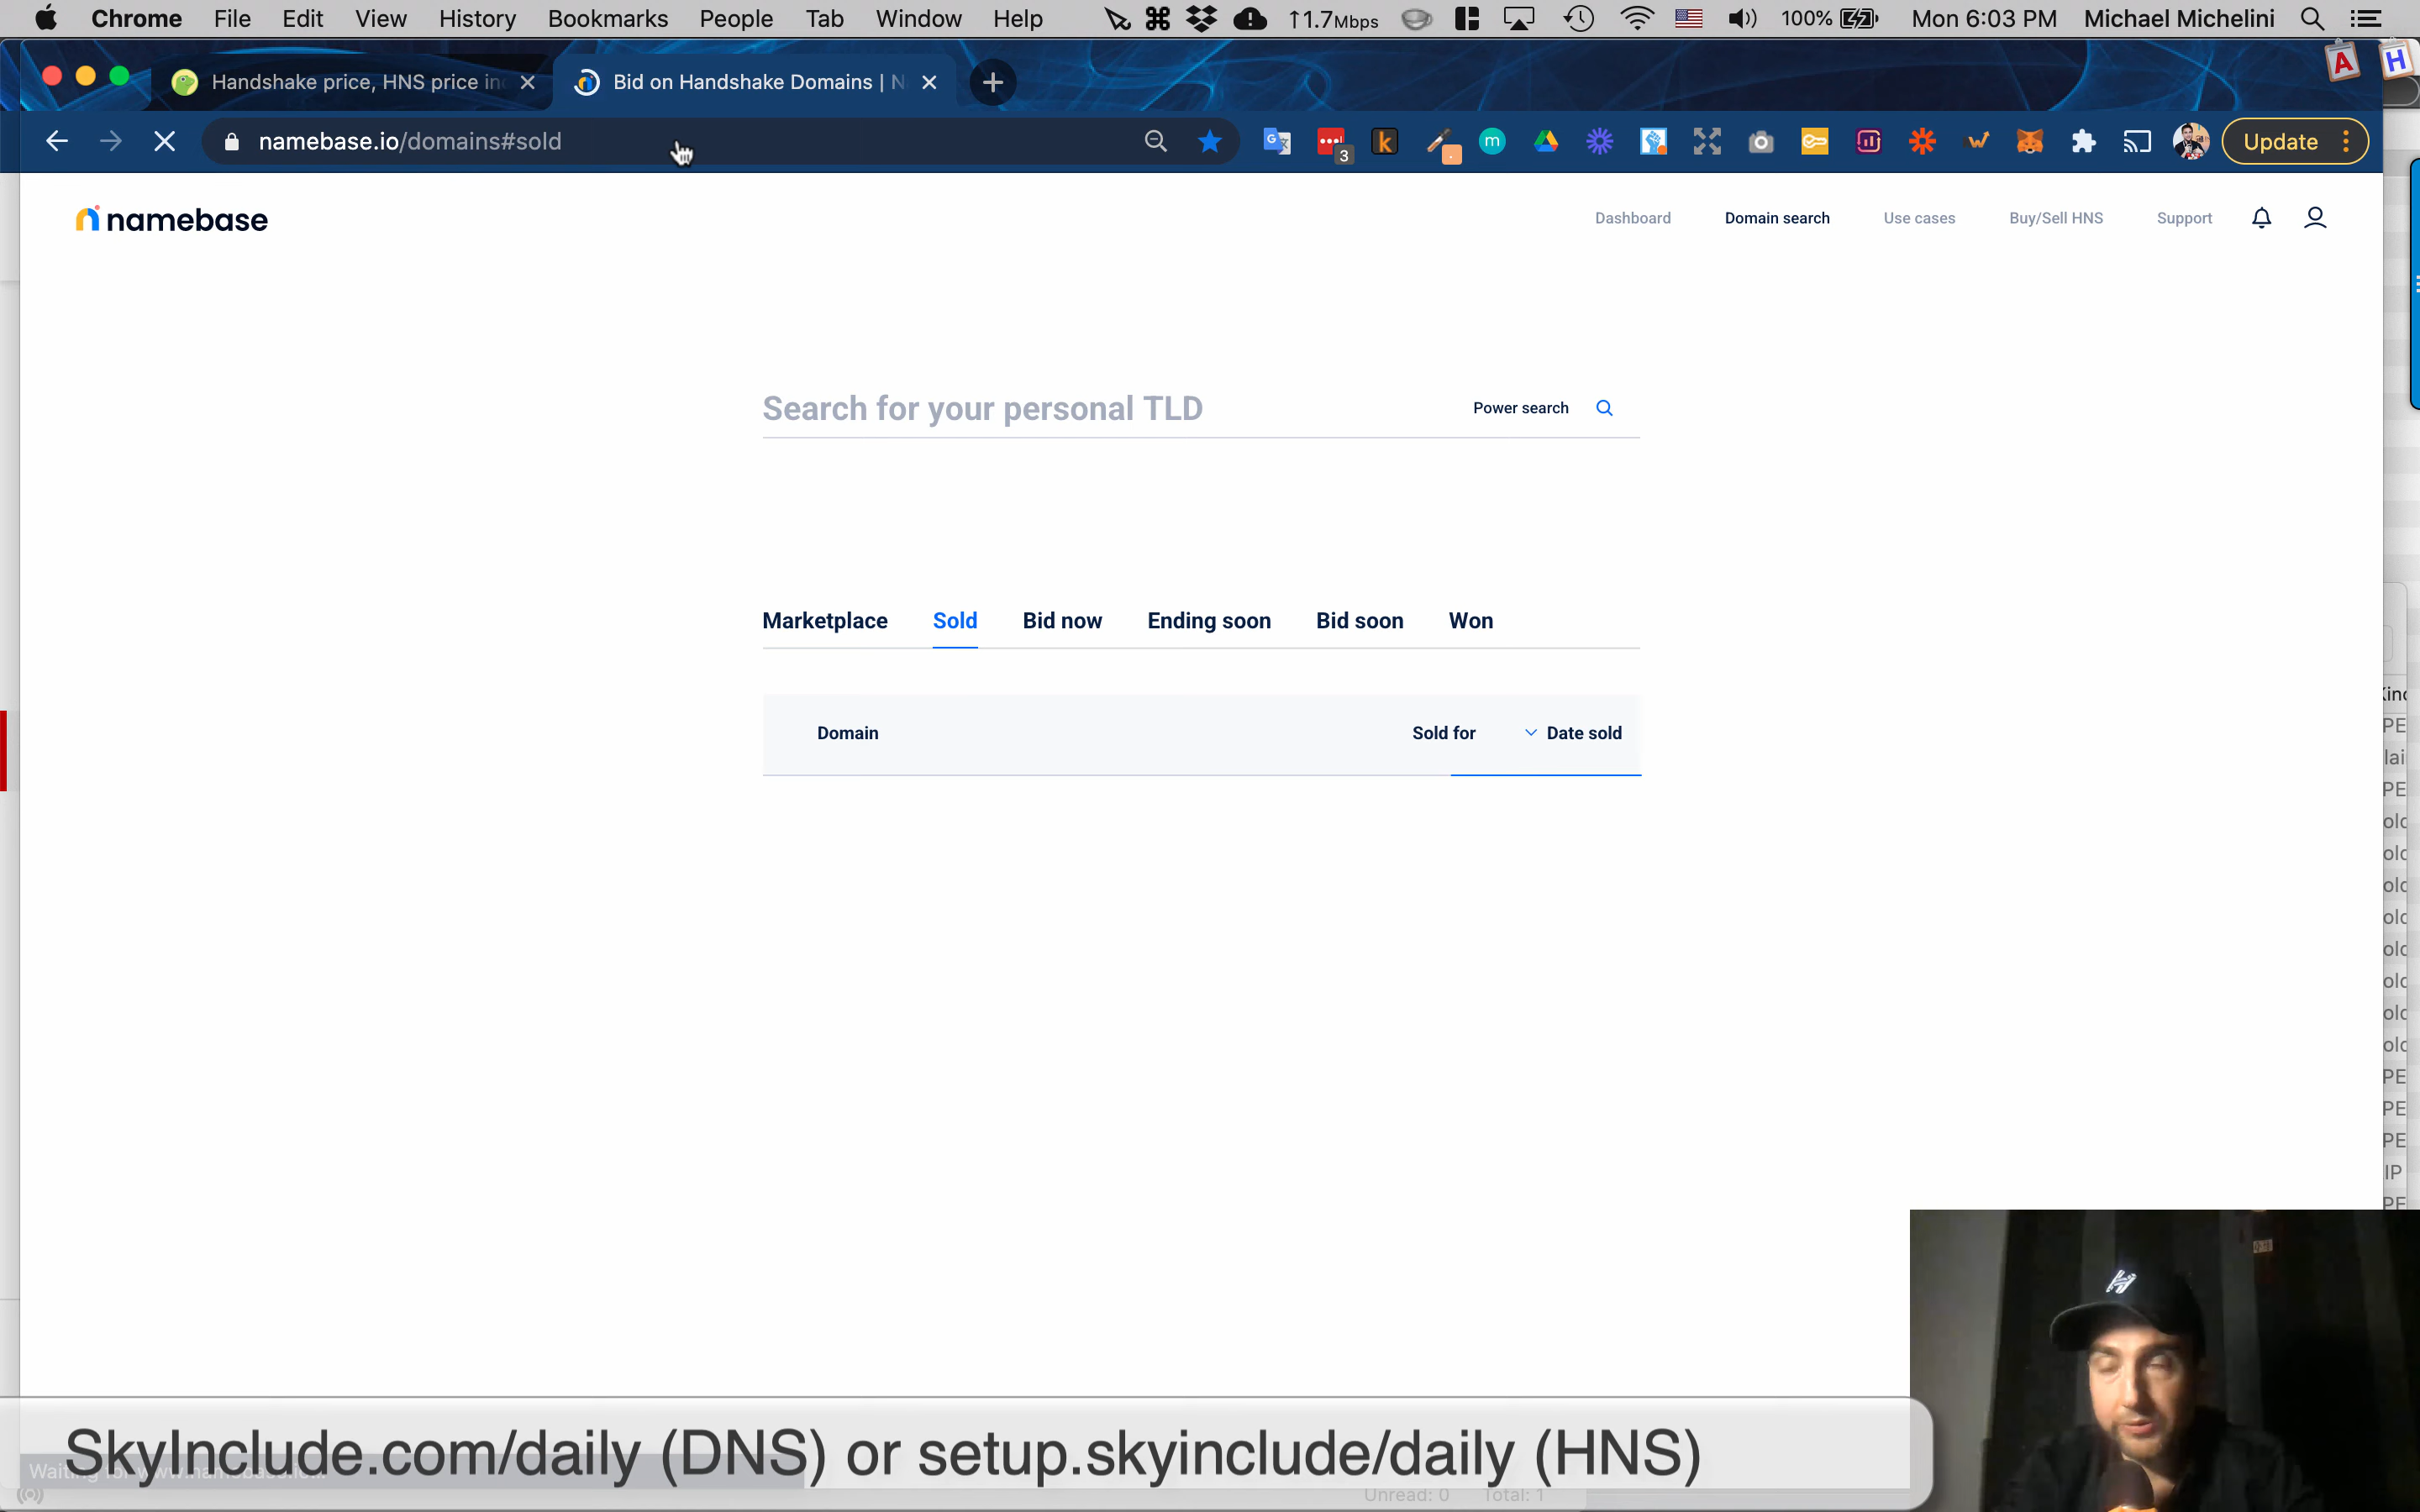 Chrome File Edit View History Bookmarks People Tab Window Help ↑1.7Mbps 100% Mon 6:03 PM Michael Michelini
Handshake price, HNS price in
Bid on Handshake Domains | N
A H
namebase.io/domains#sold
3 k m Update
namebase
Dashboard Domain search Use cases Buy/Sell HNS Support
Search for your personal TLD Power search
Marketplace Sold Bid now Ending soon Bid soon Won
Domain Sold for Date sold
SkyInclude.com/daily (DNS) or setup.skyinclude/daily (HNS)
Unread: 0 Total: 1